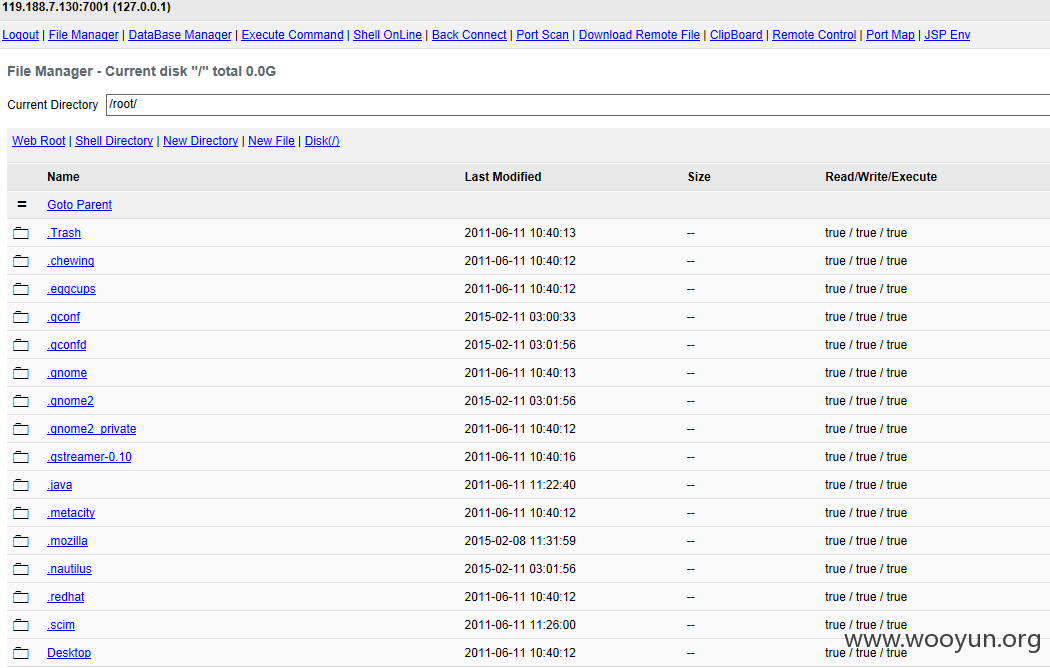 119.188.7.130:7001 (127.0.0.1)
Logout | File Manager | DataBase Manager | Execute Command | Shell OnLine | Back Connect | Port Scan | Download Remote File | ClipBoard | Remote Control | Port Map | JSP Env
File Manager - Current disk "/" total 0.0G
Current Directory /root/
Web Root | Shell Directory | New Directory | New File | Disk(/)
Name Last Modified Size Read/Write/Execute
= Goto Parent
.Trash 2011-06-11 10:40:13 -- true / true / true
.chewing 2011-06-11 10:40:12 -- true / true / true
.eggcups 2011-06-11 10:40:12 -- true / true / true
.gconf 2015-02-11 03:00:33 -- true / true / true
.gconfd 2015-02-11 03:01:56 -- true / true / true
.gnome 2011-06-11 10:40:13 -- true / true / true
.gnome2 2015-02-11 03:01:56 -- true / true / true
.gnome2_private 2011-06-11 10:40:12 -- true / true / true
.gstreamer-0.10 2011-06-11 10:40:16 -- true / true / true
.java 2011-06-11 11:22:40 -- true / true / true
.metacity 2011-06-11 10:40:12 -- true / true / true
.mozilla 2015-02-08 11:31:59 -- true / true / true
.nautilus 2015-02-11 03:01:56 -- true / true / true
.redhat 2011-06-11 10:40:12 -- true / true / true
.scim 2011-06-11 11:26:00 -- true / true / true
Desktop 2011-06-11 10:40:12 -- true / true / true
www.wooyun.org